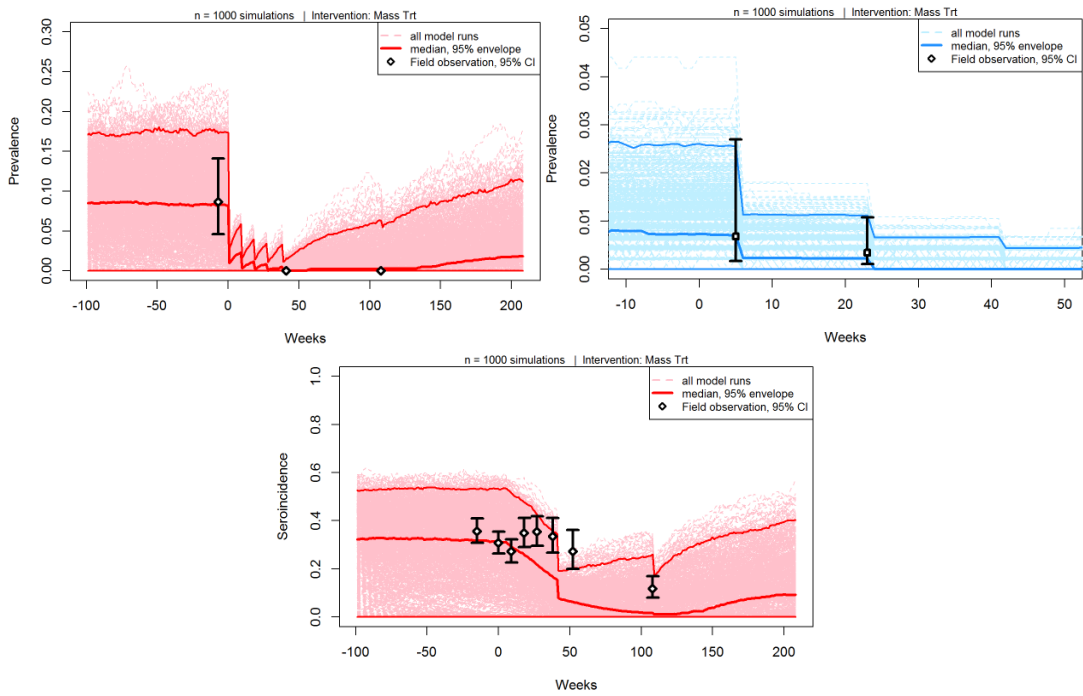 n = 1000 simulations | Intervention: Mass Trt
all model runs
median, 95% envelope
Field observation, 95% CI
Prevalence
0.30
0.25
0.20
0.15
0.10
0.05
0.00
-100 -50 0 50 100 150 200
Weeks
n = 1000 simulations | Intervention: Mass Trt
all model runs
median, 95% envelope
Field observation, 95% CI
Prevalence
0.05
0.04
0.03
0.02
0.01
0.00
-10 0 10 20 30 40 50
Weeks
n = 1000 simulations | Intervention: Mass Trt
all model runs
median, 95% envelope
Field observation, 95% CI
Seroincidence
1.0
0.8
0.6
0.4
0.2
0.0
-100 -50 0 50 100 150 200
Weeks